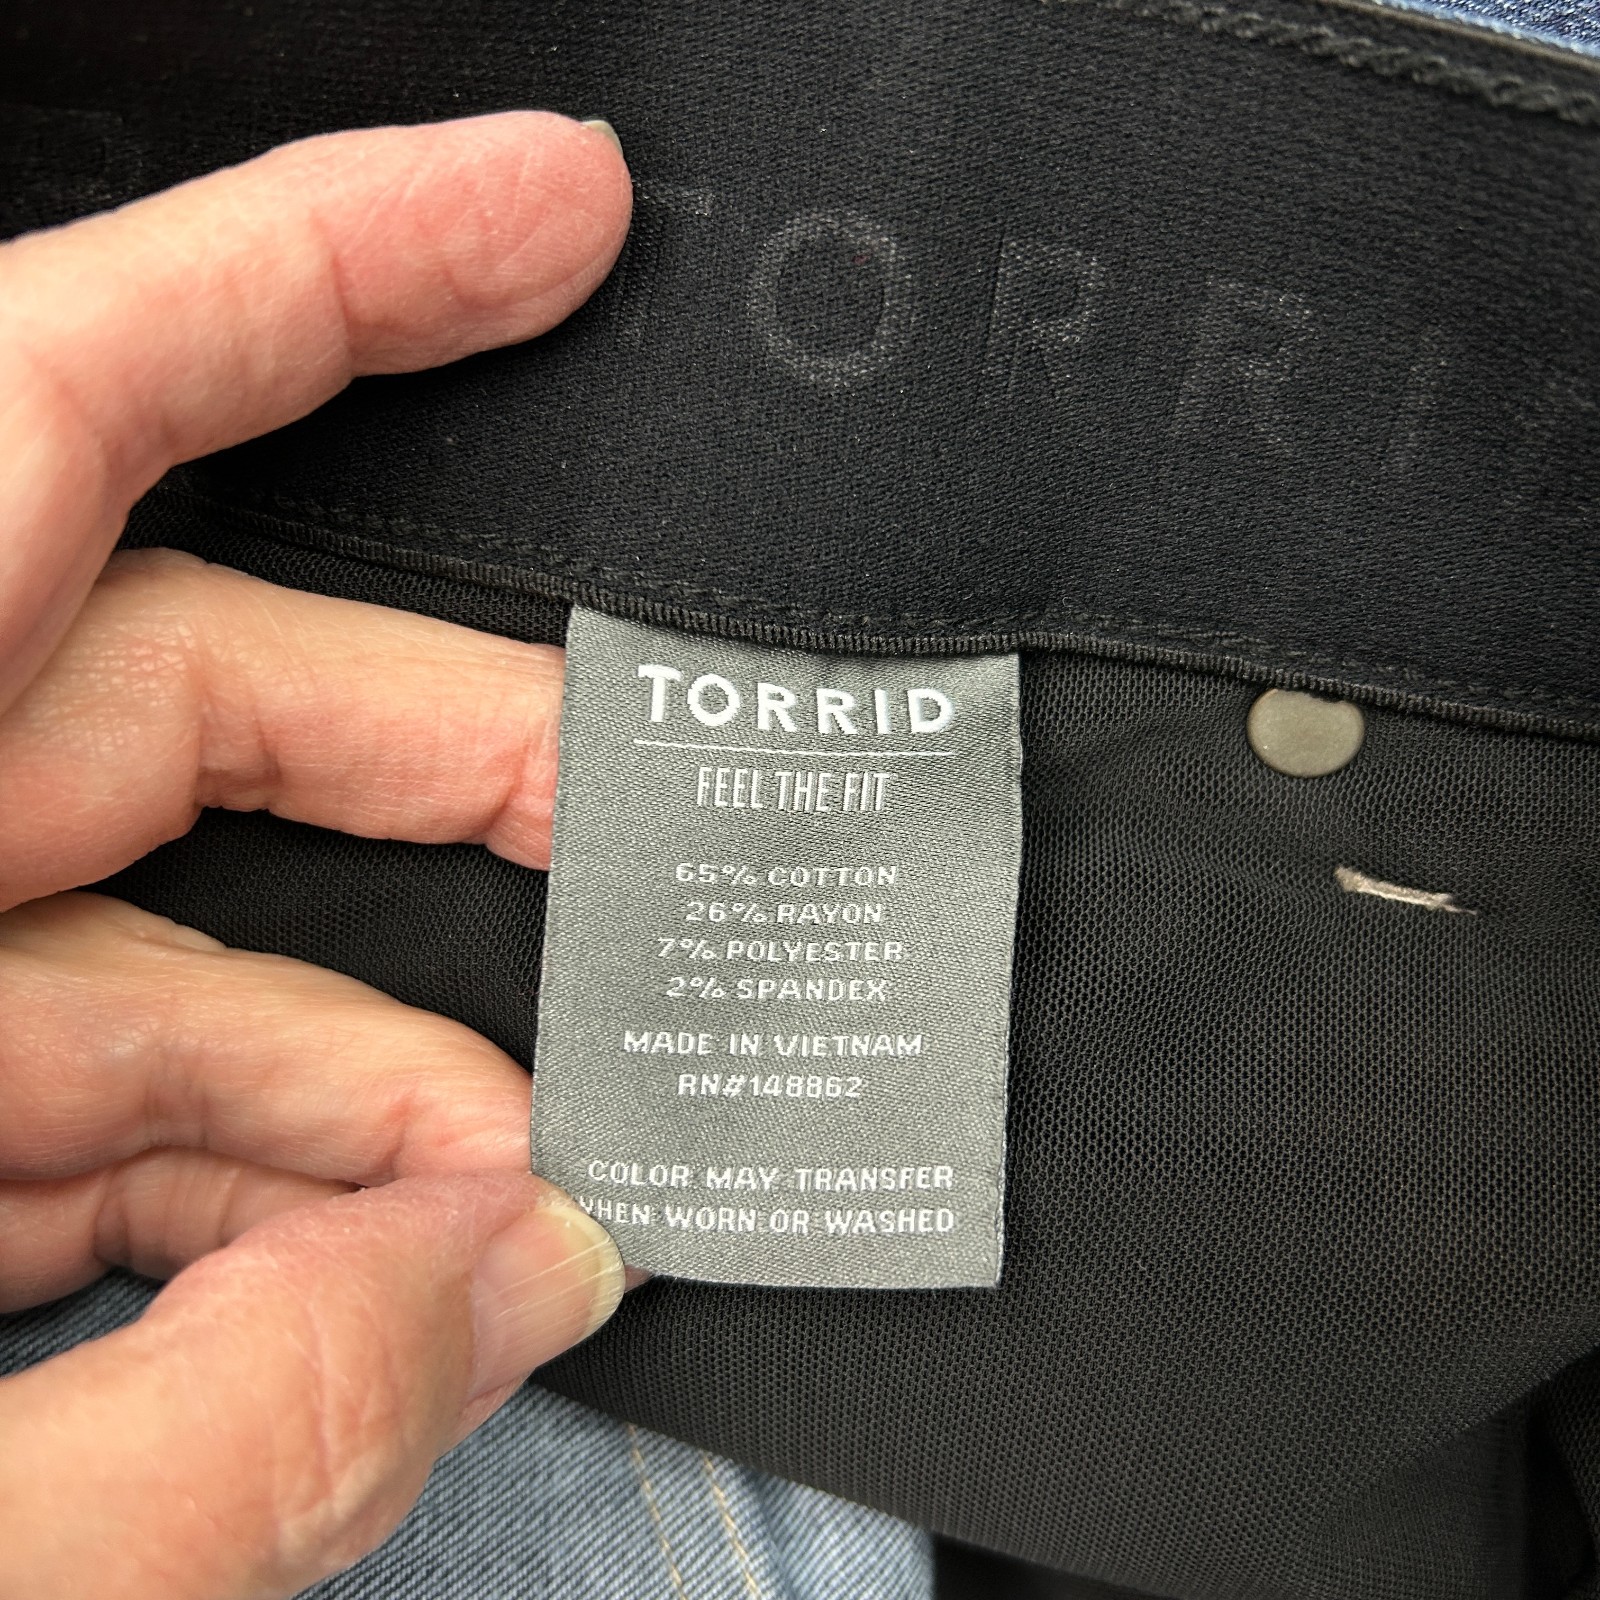 TORRI
TORRID
FEEL THE FIT
65% COTTON
26% RAYON
7% POLYESTER
2% SPANDEX
MADE IN VIETNAM
RN#148862
COLOR MAY TRANSFER
WHEN WORN OR WASHED